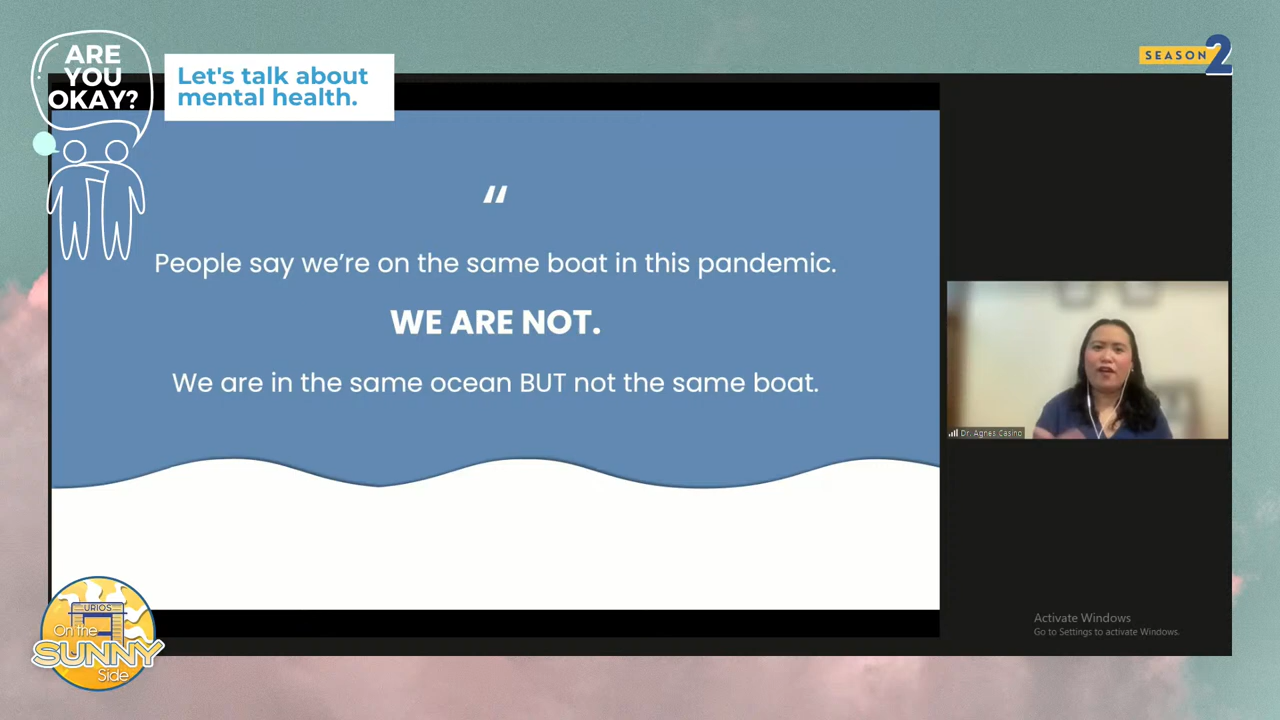 ARE
YOU
OKAY?
Let's talk about
mental health.
SEASON 2
“
People say we’re on the same boat in this pandemic.
WE ARE NOT.
We are in the same ocean BUT not the same boat.
Dr. Agnes Casino
Activate Windows
Go to Settings to activate Windows.
URIOS
On the
SUNNY
Side